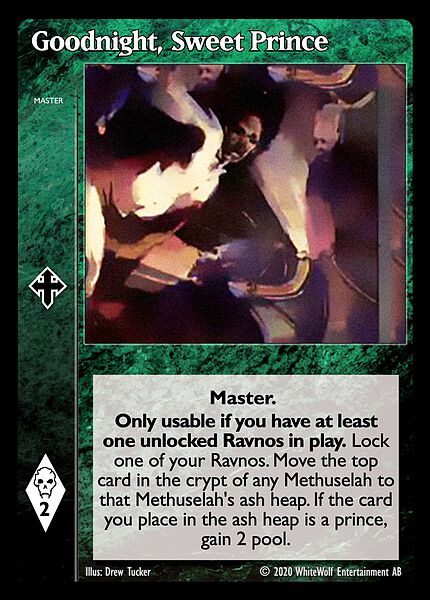 Goodnight, Sweet Prince
MASTER
Master.
Only usable if you have at least
one unlocked Ravnos in play. Lock
one of your Ravnos. Move the top
card in the crypt of any Methuselah to
that Methuselah's ash heap. If the card
you place in the ash heap is a prince,
gain 2 pool.
2
Illus: Drew Tucker
© 2020 WhiteWolf Entertainment AB